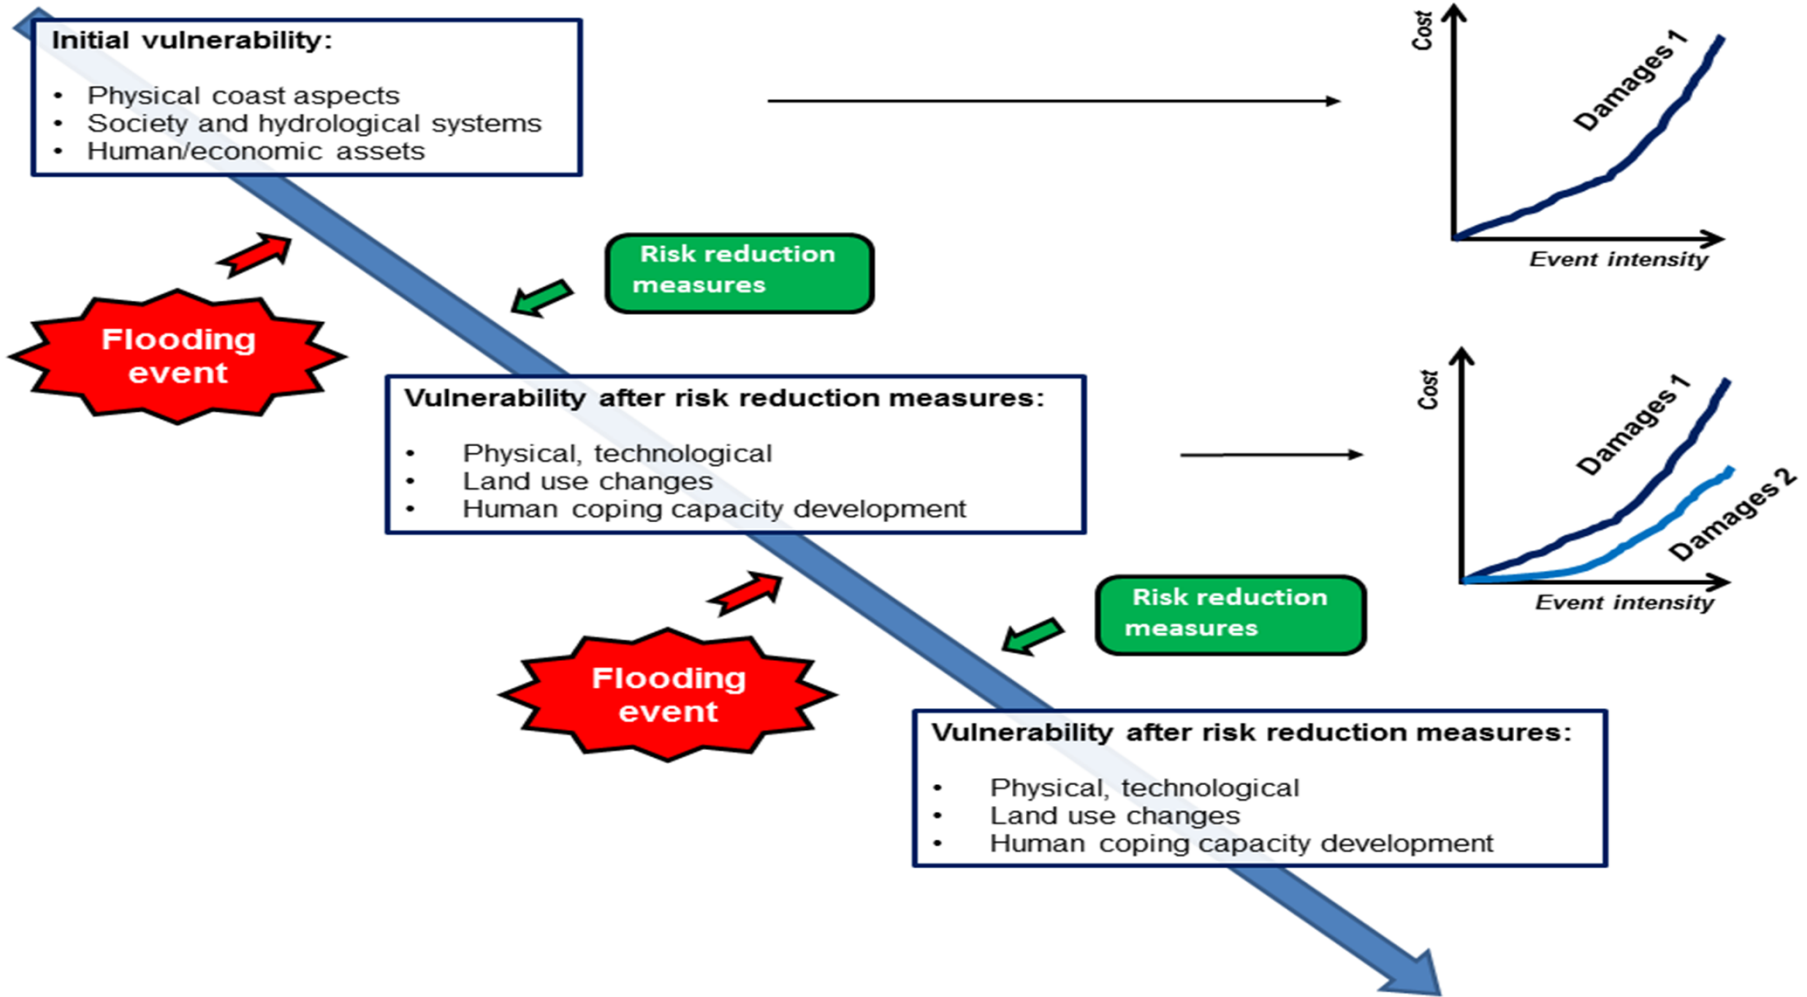 Initial vulnerability:
• Physical coast aspects
• Society and hydrological systems
• Human/economic assets
Cost
Damages 1
Event intensity
Risk reduction
measures
Flooding
event
Vulnerability after risk reduction measures:
• Physical, technological
• Land use changes
• Human coping capacity development
Cost
Damages 1
Damages 2
Event intensity
Risk reduction
measures
Flooding
event
Vulnerability after risk reduction measures:
• Physical, technological
• Land use changes
• Human coping capacity development